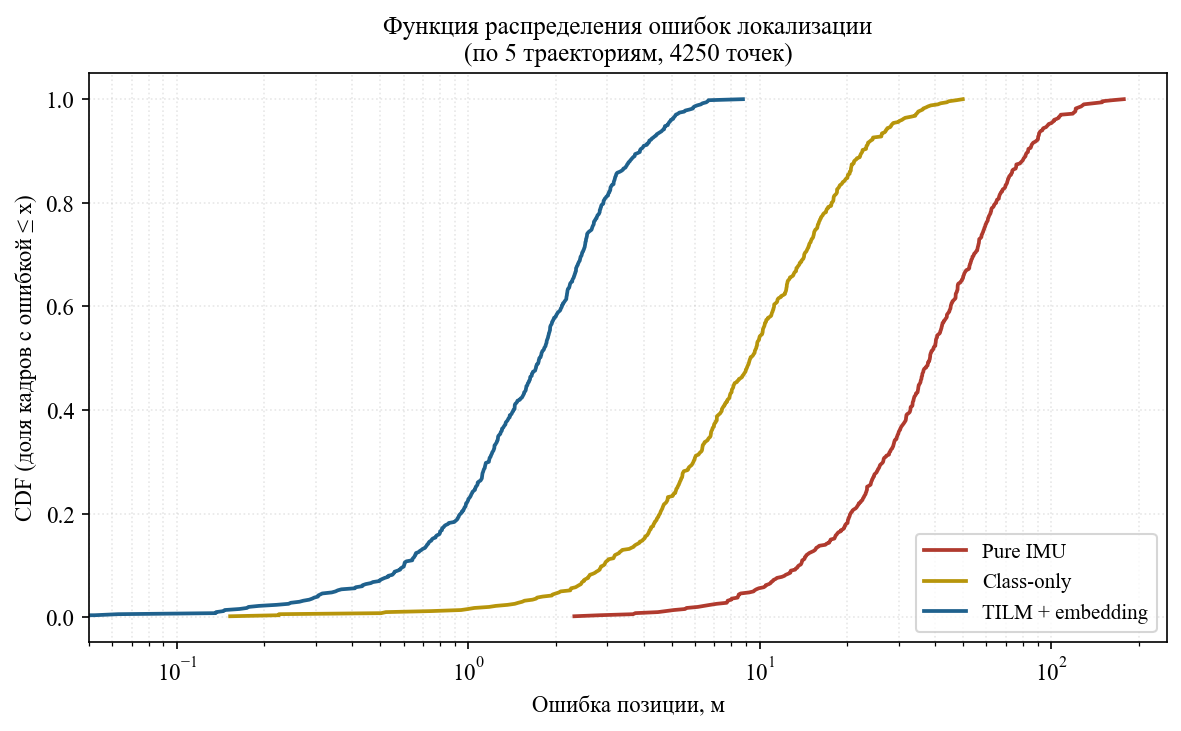 Функция распределения ошибок локализации
(по 5 траекториям, 4250 точек)
CDF (доля кадров с ошибкой ≤ x)
1.0
0.8
0.6
0.4
0.2
0.0
Pure IMU
Class-only
TILM + embedding
10⁻¹
10⁰
10¹
10²
Ошибка позиции, м